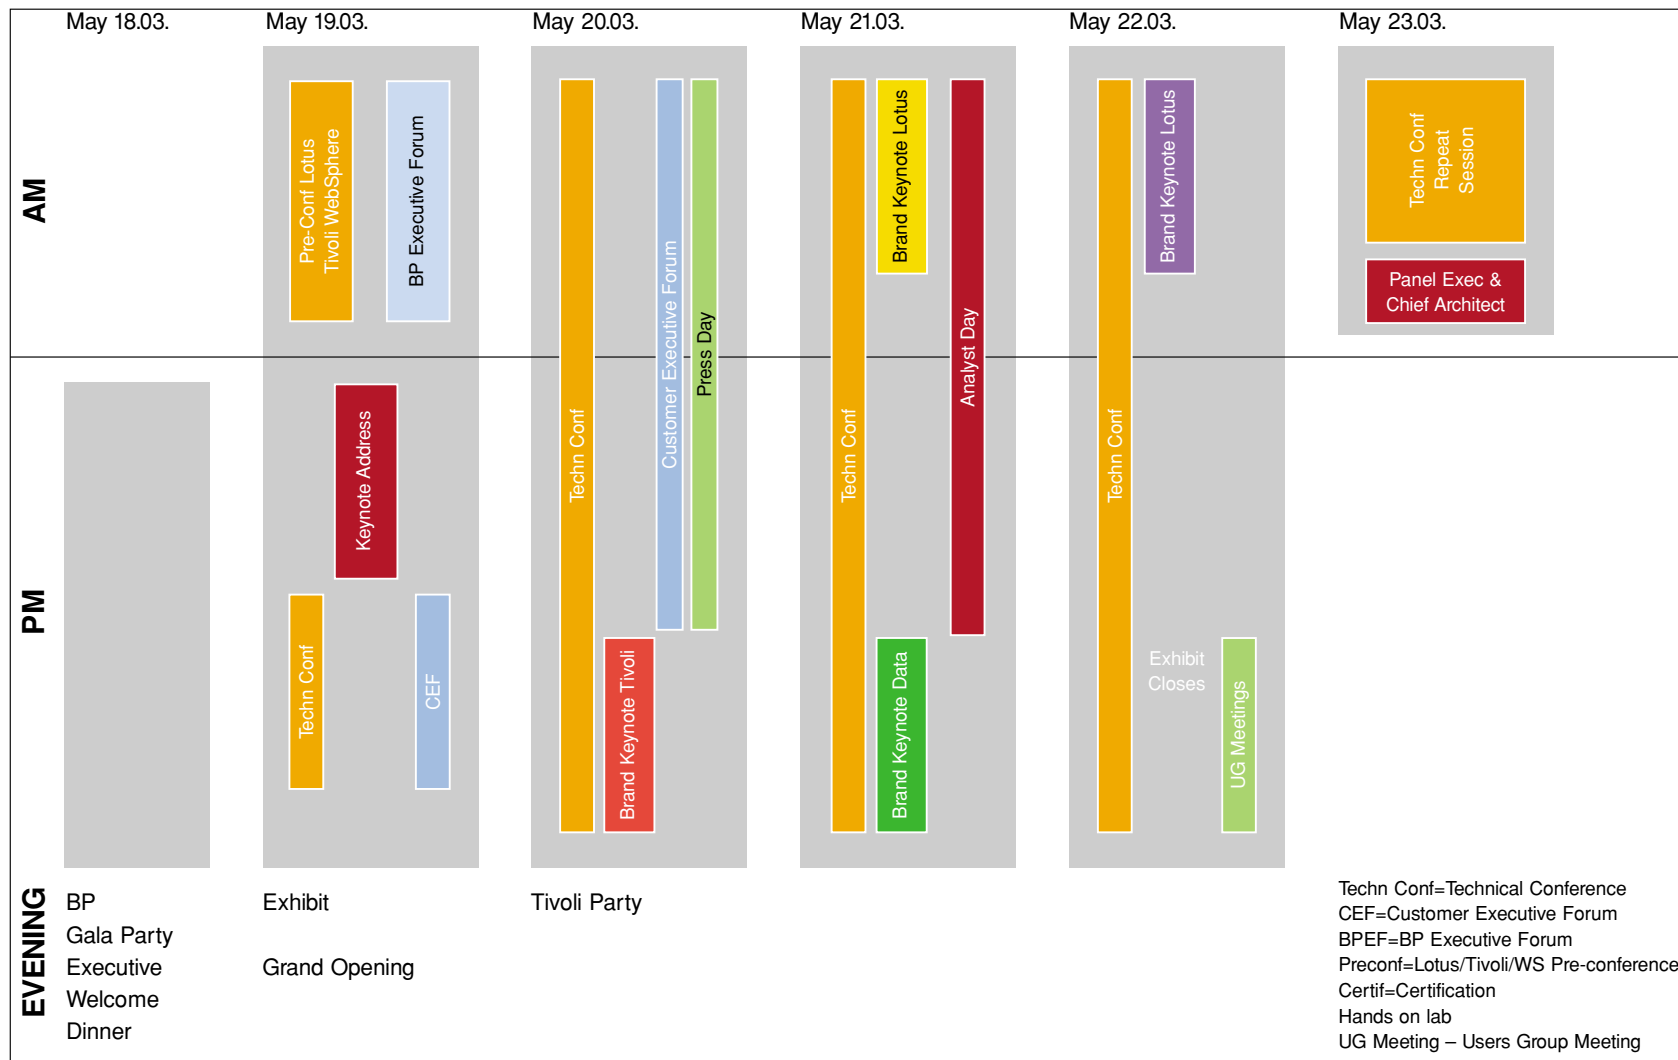 May 18.03.
May 19.03.
May 20.03.
May 21.03.
May 22.03.
May 23.03.
AM
Pre-Conf Lotus
Tivoli WebSphere
BP Executive Forum
Techn Conf
Customer Executive Forum
Press Day
Techn Conf
Brand Keynote Lotus
Analyst Day
Techn Conf
Brand Keynote Lotus
Techn Conf
Repeat
Session
Panel Exec &
Chief Architect
PM
Keynote Address
Techn Conf
CEF
Brand Keynote Tivoli
Brand Keynote Data
Exhibit
Closes
UG Meetings
EVENING
BP
Gala Party
Executive
Welcome
Dinner
Exhibit
Grand Opening
Tivoli Party
Techn Conf=Technical Conference
CEF=Customer Executive Forum
BPEF=BP Executive Forum
Preconf=Lotus/Tivoli/WS Pre-conference
Certif=Certification
Hands on lab
UG Meeting – Users Group Meeting